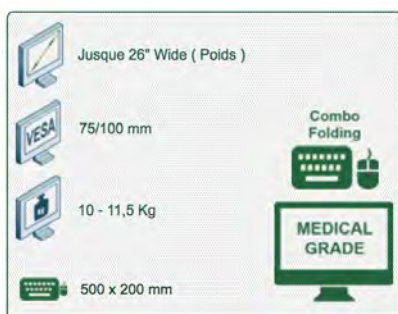 Jusque 26" Wide ( Poids )
VESA
75/100 mm
Combo
Folding
KG
10 - 11,5 Kg
MEDICAL
GRADE
500 x 200 mm